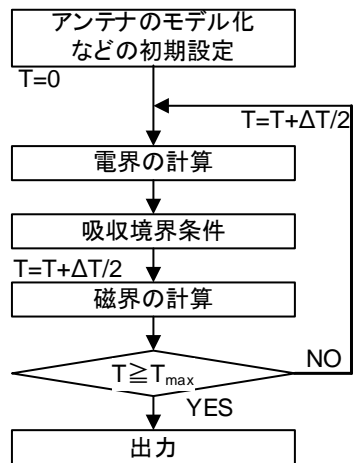 アンテナのモデル化
などの初期設定
T=0
T=T+ΔT/2
電界の計算
吸収境界条件
T=T+ΔT/2
磁界の計算
T≧Tmax
NO
YES
出力